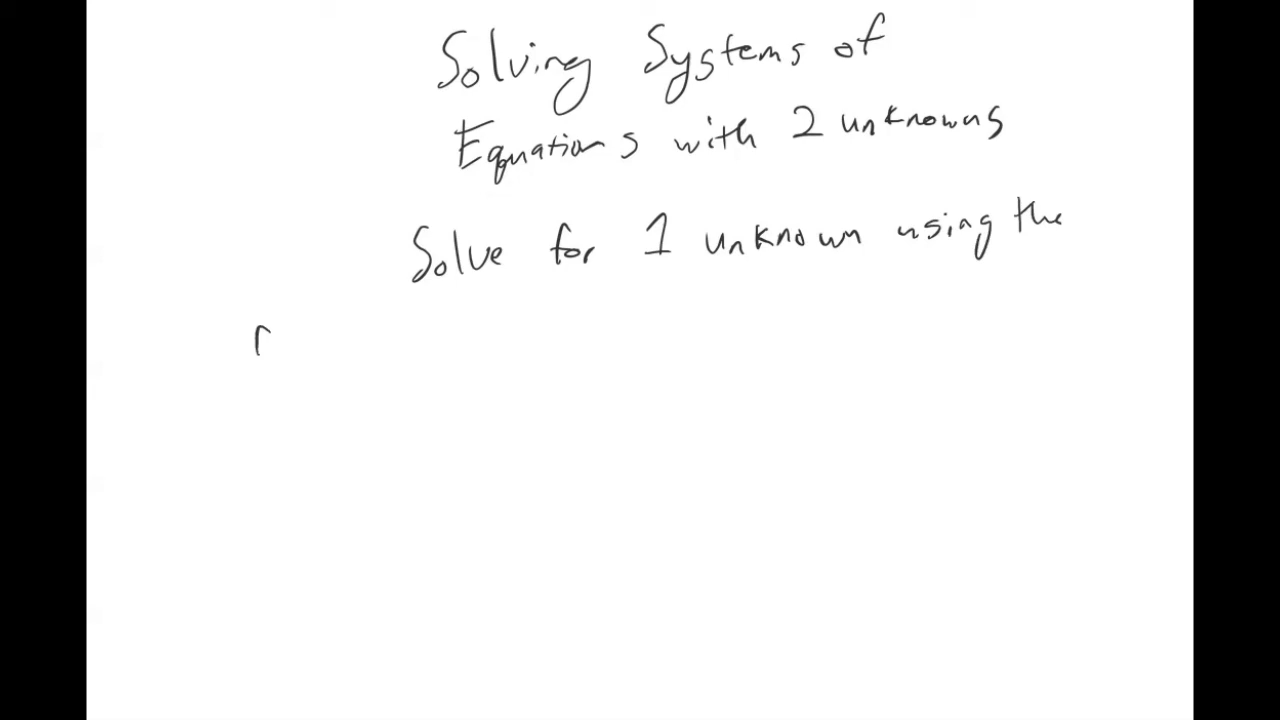 Solving Systems of
Equations with 2 unknowns
Solve for 1 unknown using the